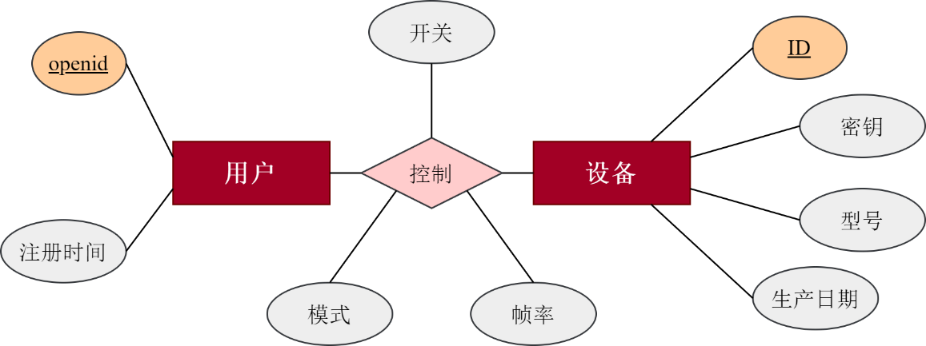 开关
openid
ID
密钥
用户
控制
设备
型号
注册时间
生产日期
模式
帧率